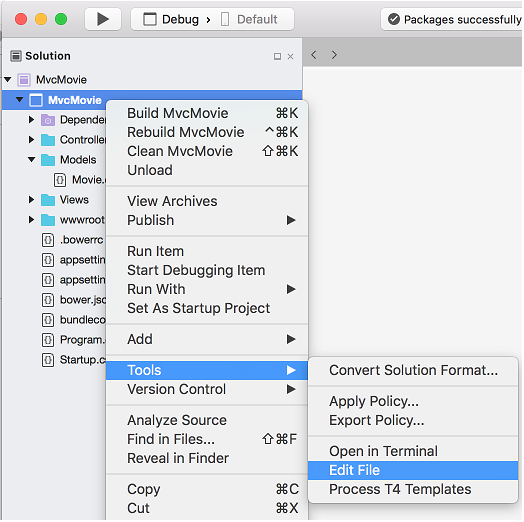 Debug › Default
Packages successfully
Solution
MvcMovie
MvcMovie
Depende
Controlle
Models
Movie.c
Views
wwwroot
.bowerrc
appsettin
appsettin
bower.jsc
bundleco
Program.c
Startup.c
Build MvcMovie ⌘K
Rebuild MvcMovie ^⌘K
Clean MvcMovie ⇧⌘K
Unload
View Archives
Publish
Run Item
Start Debugging Item
Run With
Set As Startup Project
Add
Tools
Version Control
Analyze Source
Find in Files... ⇧⌘F
Reveal in Finder
Copy ⌘C
Cut ⌘X
Convert Solution Format...
Apply Policy...
Export Policy...
Open in Terminal
Edit File
Process T4 Templates